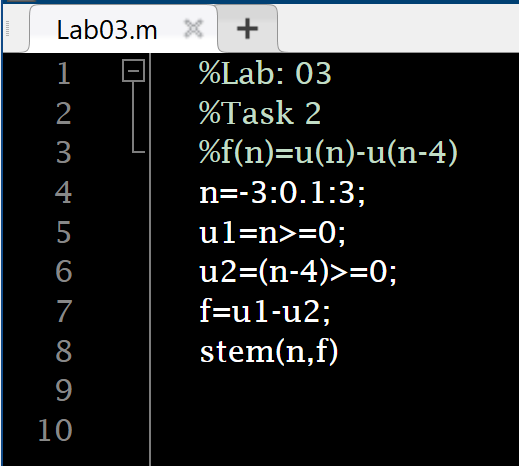 Lab03.m
1 %Lab: 03
2 %Task 2
3 %f(n)=u(n)-u(n-4)
4 n=-3:0.1:3;
5 u1=n>=0;
6 u2=(n-4)>=0;
7 f=u1-u2;
8 stem(n,f)
9
10